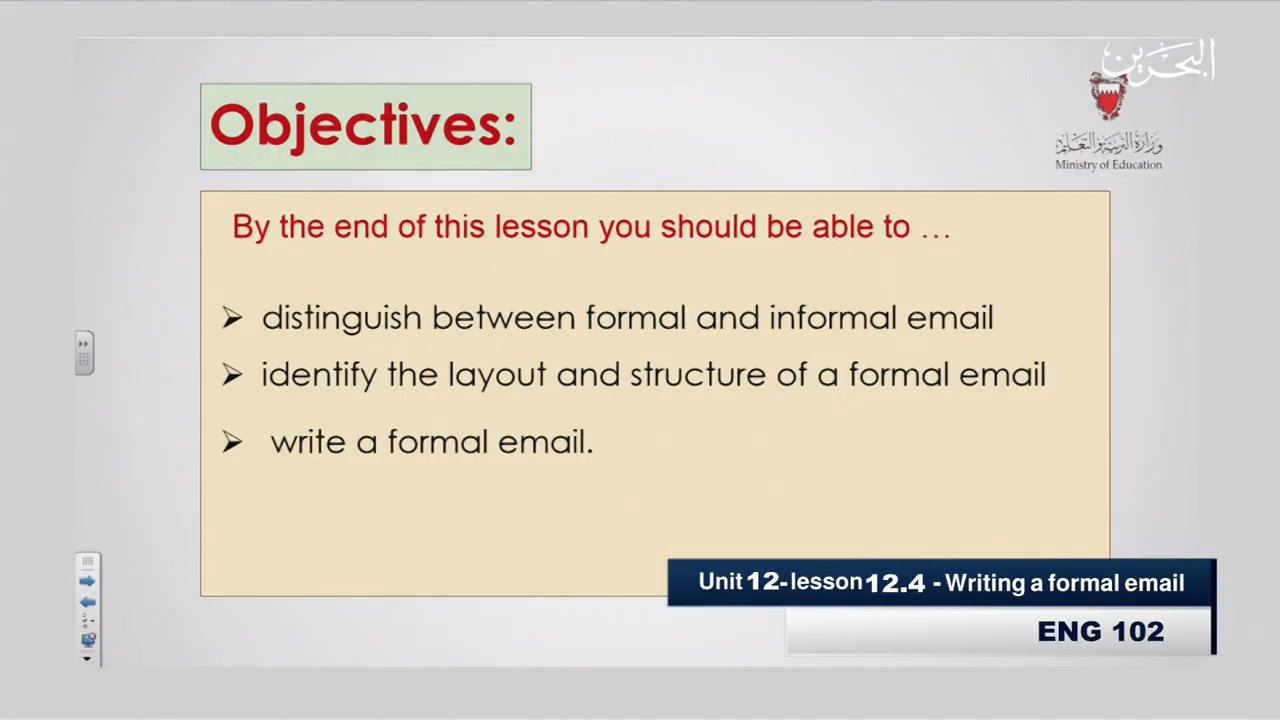 البحرين
Objectives:
وزارة التربية والتعليم
Ministry of Education
By the end of this lesson you should be able to …
➢ distinguish between formal and informal email
➢ identify the layout and structure of a formal email
➢ write a formal email.
Unit 12-lesson 12.4 - Writing a formal email
ENG 102